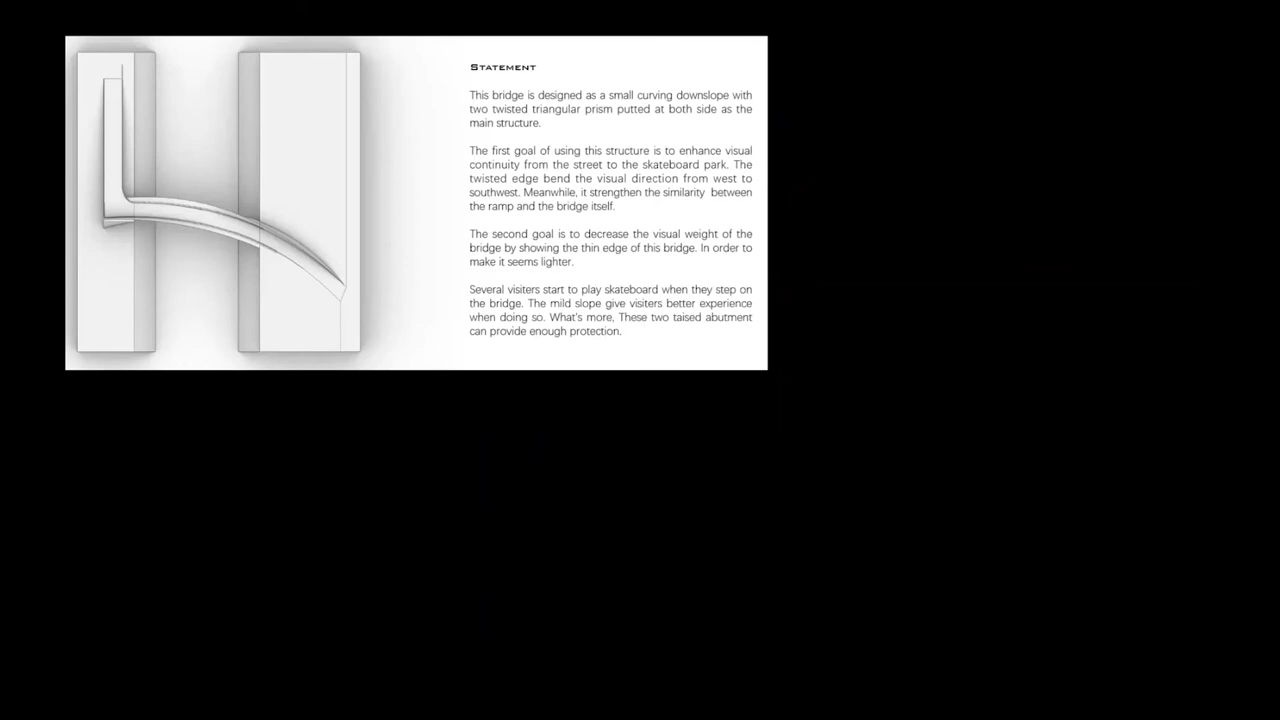 Statement
This bridge is designed as a small curving downslope with
two twisted triangular prism putted at both side as the
main structure.
The first goal of using this structure is to enhance visual
continuity from the street to the skateboard park. The
twisted edge bend the visual direction from west to
southwest. Meanwhile, it strengthen the similarity between
the ramp and the bridge itself.
The second goal is to decrease the visual weight of the
bridge by showing the thin edge of this bridge. In order to
make it seems lighter.
Several visiters start to play skateboard when they step on
the bridge. The mild slope give visiters better experience
when doing so. What's more, These two taised abutment
can provide enough protection.